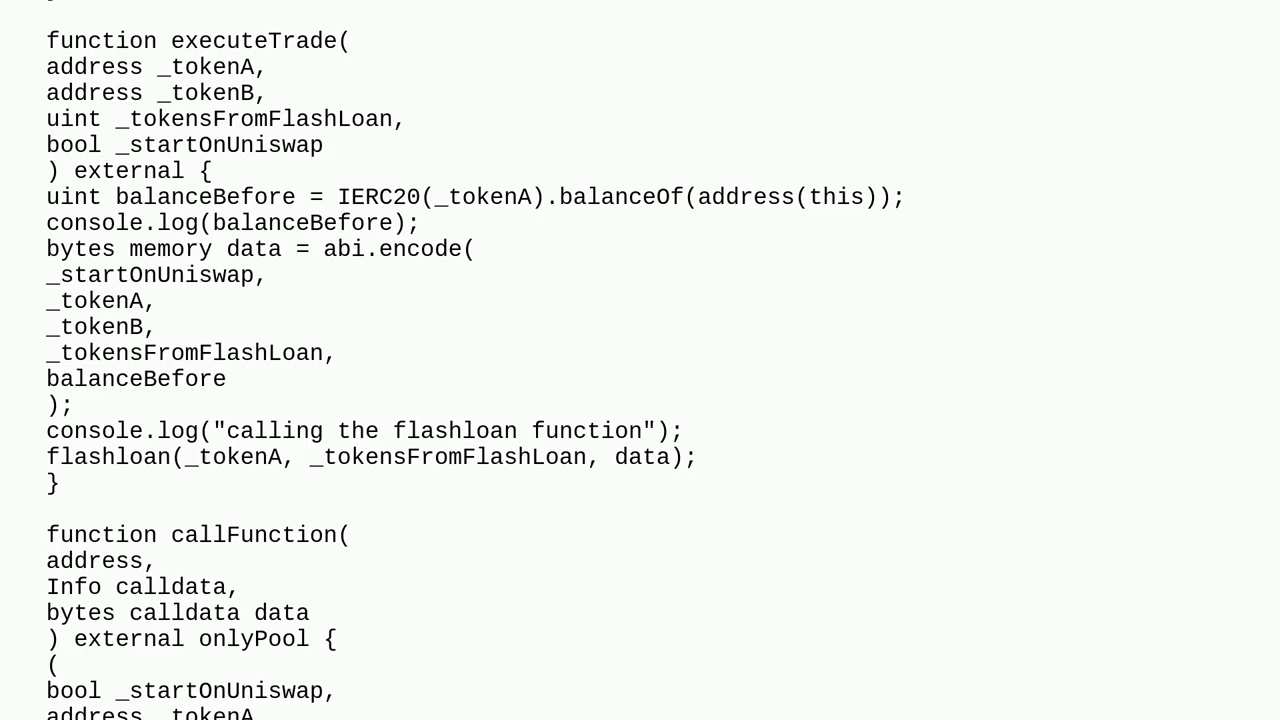 function executeTrade(
address _tokenA,
address _tokenB,
uint _tokensFromFlashLoan,
bool _startOnUniswap
) external {
uint balanceBefore = IERC20(_tokenA).balanceOf(address(this));
console.log(balanceBefore);
bytes memory data = abi.encode(
_startOnUniswap,
_tokenA,
_tokenB,
_tokensFromFlashLoan,
balanceBefore
);
console.log("calling the flashloan function");
flashloan(_tokenA, _tokensFromFlashLoan, data);
}
function callFunction(
address,
Info calldata,
bytes calldata data
) external onlyPool {
(
bool _startOnUniswap,
address _tokenA